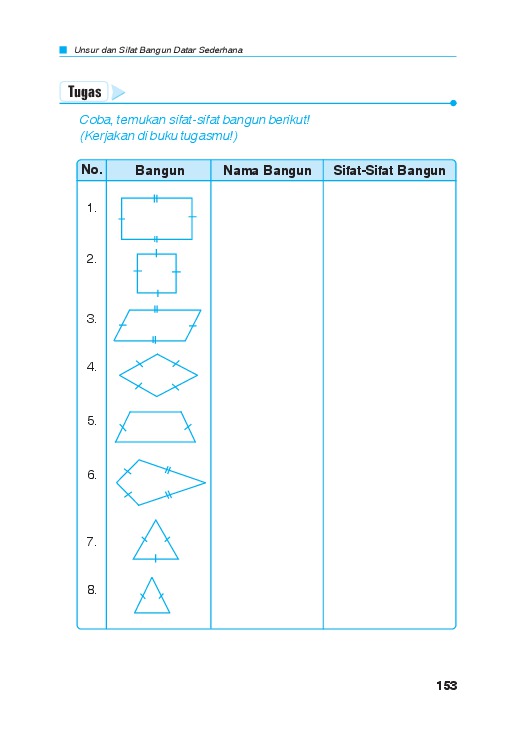 Unsur dan Sifat Bangun Datar Sederhana
Tugas
Coba, temukan sifat-sifat bangun berikut!
(Kerjakan di buku tugasmu!)
No. Bangun Nama Bangun Sifat-Sifat Bangun
1.
2.
3.
4.
5.
6.
7.
8.
153